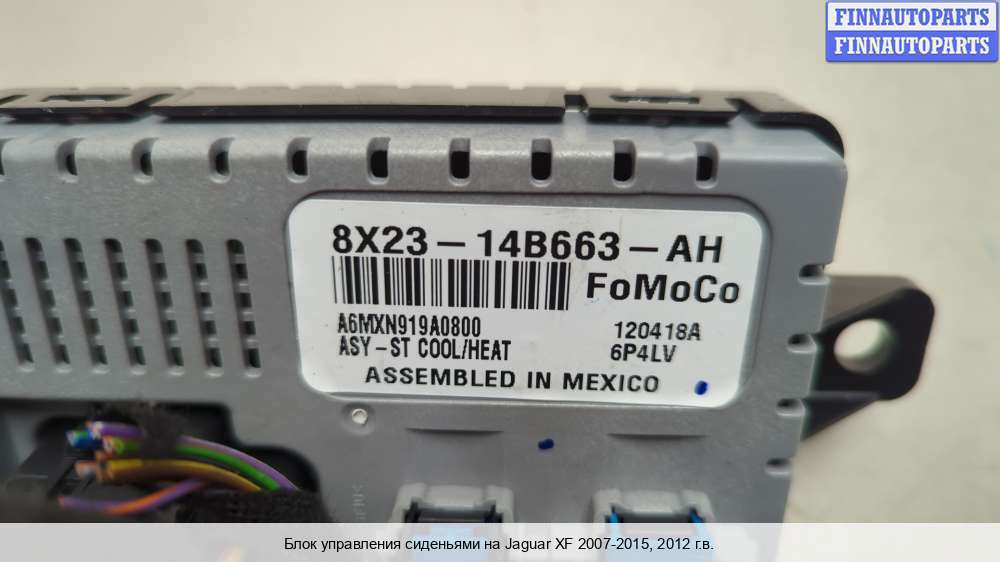 FINNAUTOPARTS
FINNAUTOPARTS
8X23-14B663-AH
FoMoCo
A6MXN919A0800
120418A
ASY-ST COOL/HEAT
6P4LV
ASSEMBLED IN MEXICO
Блок управления сиденьями на Jaguar XF 2007-2015, 2012 г.в.